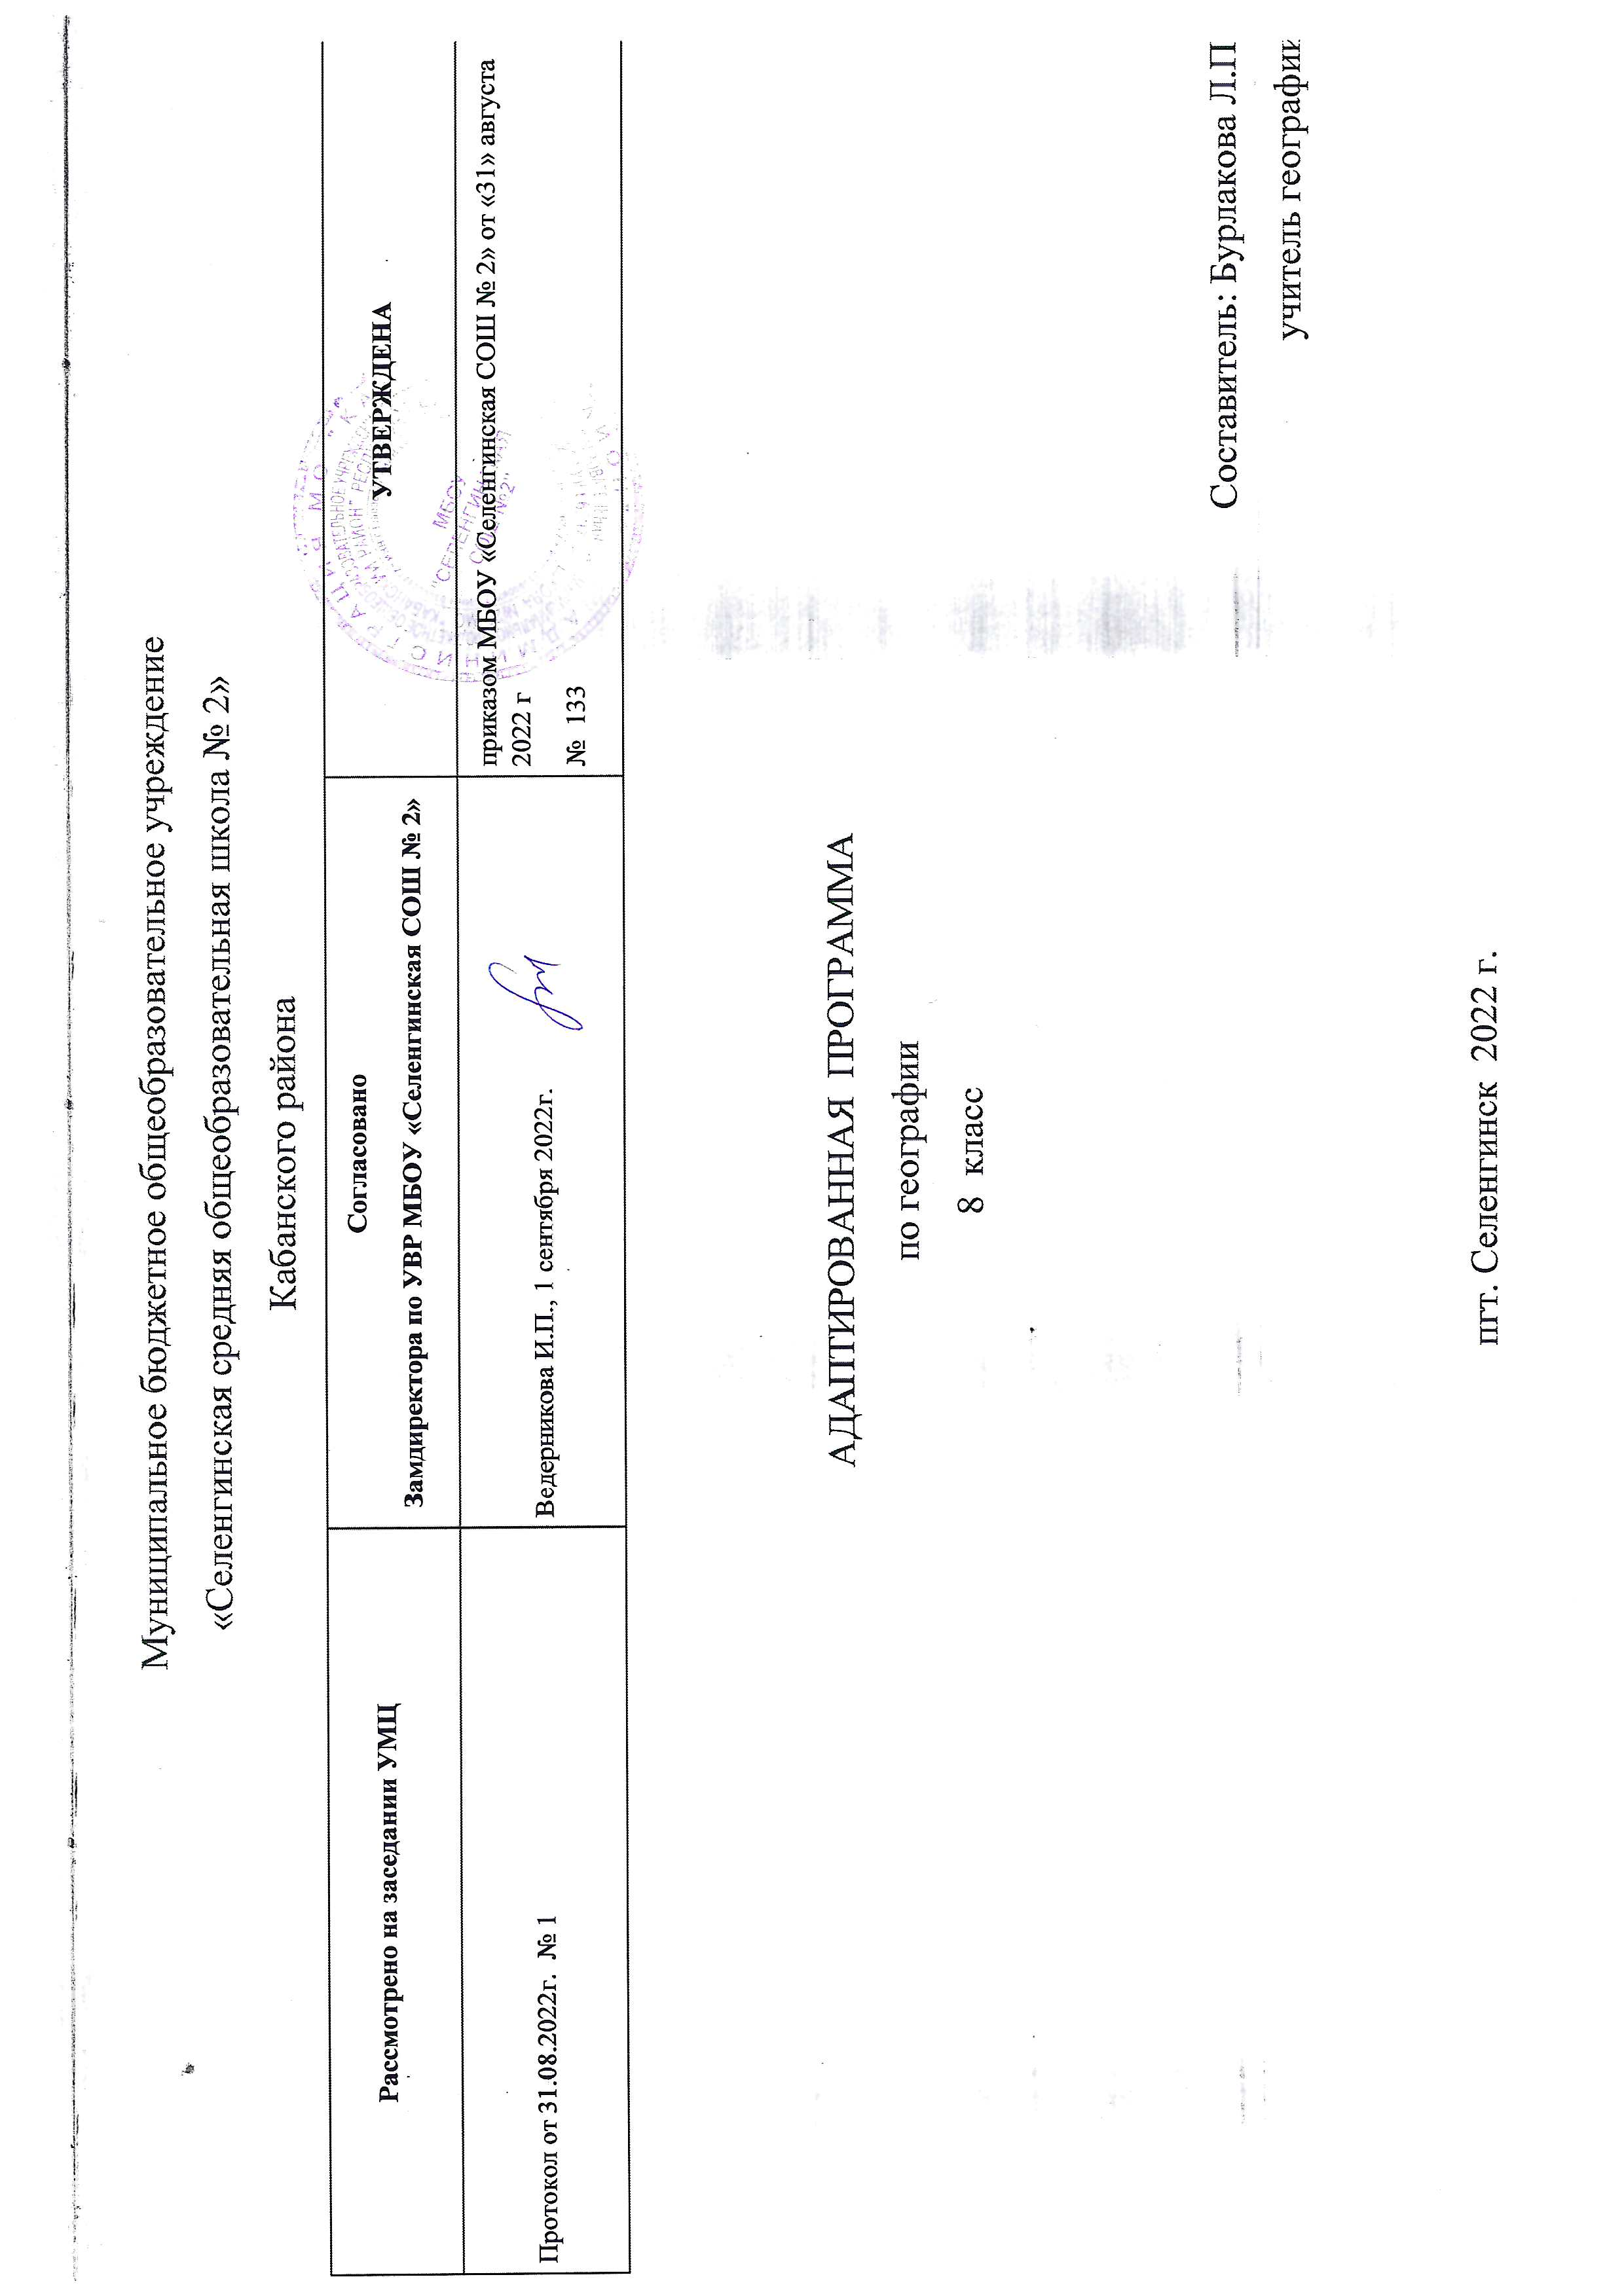 Муниципальное бюджетное общеобразовательное учреждение
«Селенгинская средняя общеобразовательная школа № 2»
Кабанского района
Рассмотрено на заседании УМЦ
Согласовано
Замдиректора по УВР МБОУ «Селенгинская СОШ № 2»
УТВЕРЖДЕНА
Протокол от 31.08.2022г. № 1
Ведерникова И.П., 1 сентября 2022г.
приказом МБОУ «Селенгинская СОШ № 2» от «31» августа
2022 г
№ 133
МБОУ
АДАПТИРОВАННАЯ ПРОГРАММА
по географии
8 класс
Составитель: Бурлакова Л.П
учитель географии
пгт. Селенгинск 2022 г.